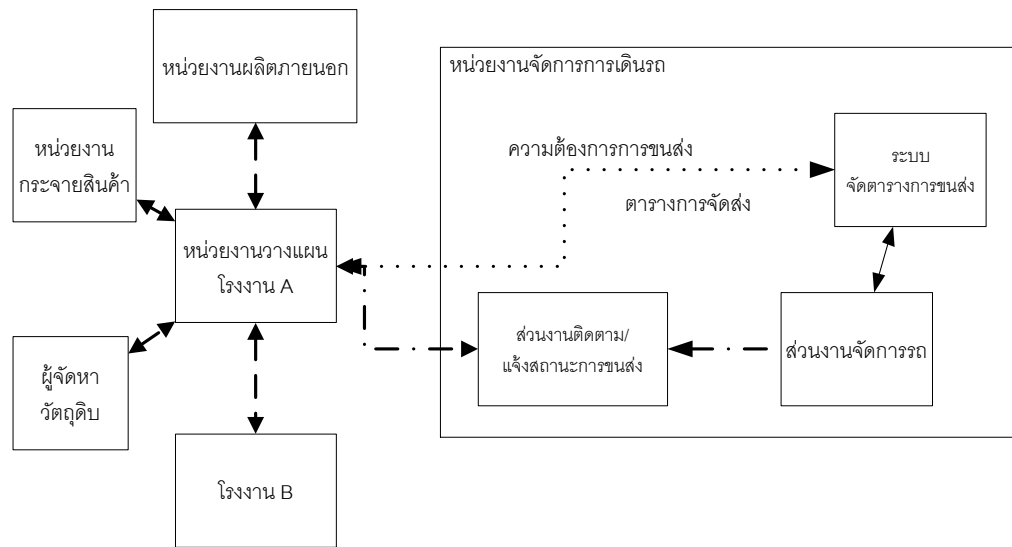 หน่วยงานผลิตภายนอก
หน่วยงานจัดการการเดินรถ
หน่วยงาน
กระจายสินค้า
ความต้องการการขนส่ง
ระบบ
จัดตารางการขนส่ง
ตารางการจัดส่ง
หน่วยงานวางแผน
โรงงาน A
ส่วนงานติดตาม/
แจ้งสถานะการขนส่ง
ส่วนงานจัดการรถ
ผู้จัดหา
วัตถุดิบ
โรงงาน B